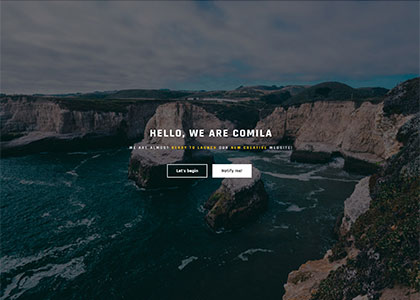 HELLO, WE ARE COMILA
WE ARE ALMOST READY TO LAUNCH OUR NEW CREATIVE WEBSITE!
Let's begin Notify me!